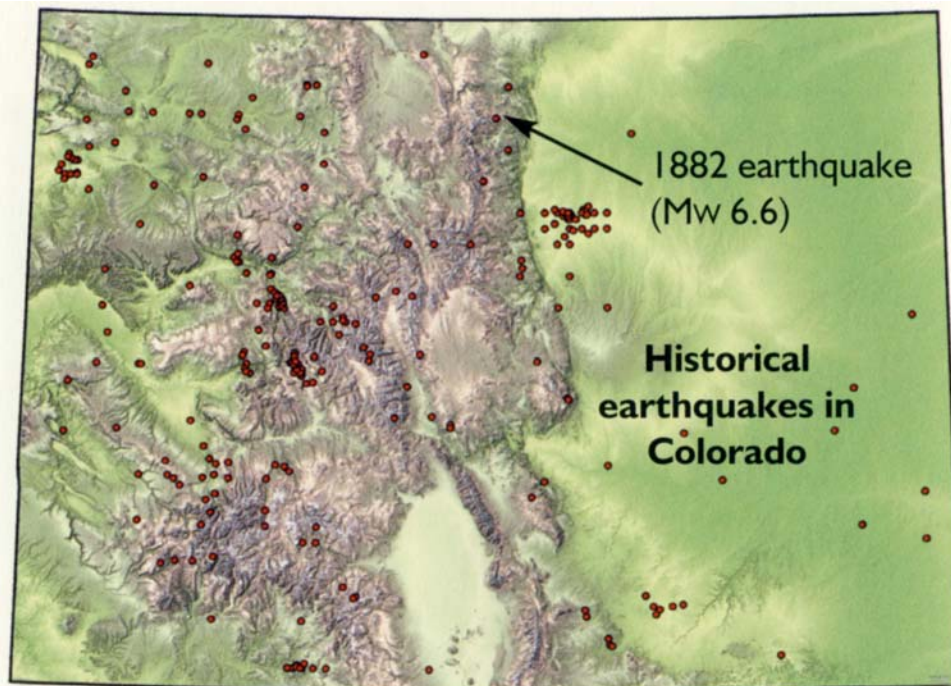 1882 earthquake
(Mw 6.6)
Historical
earthquakes in
Colorado